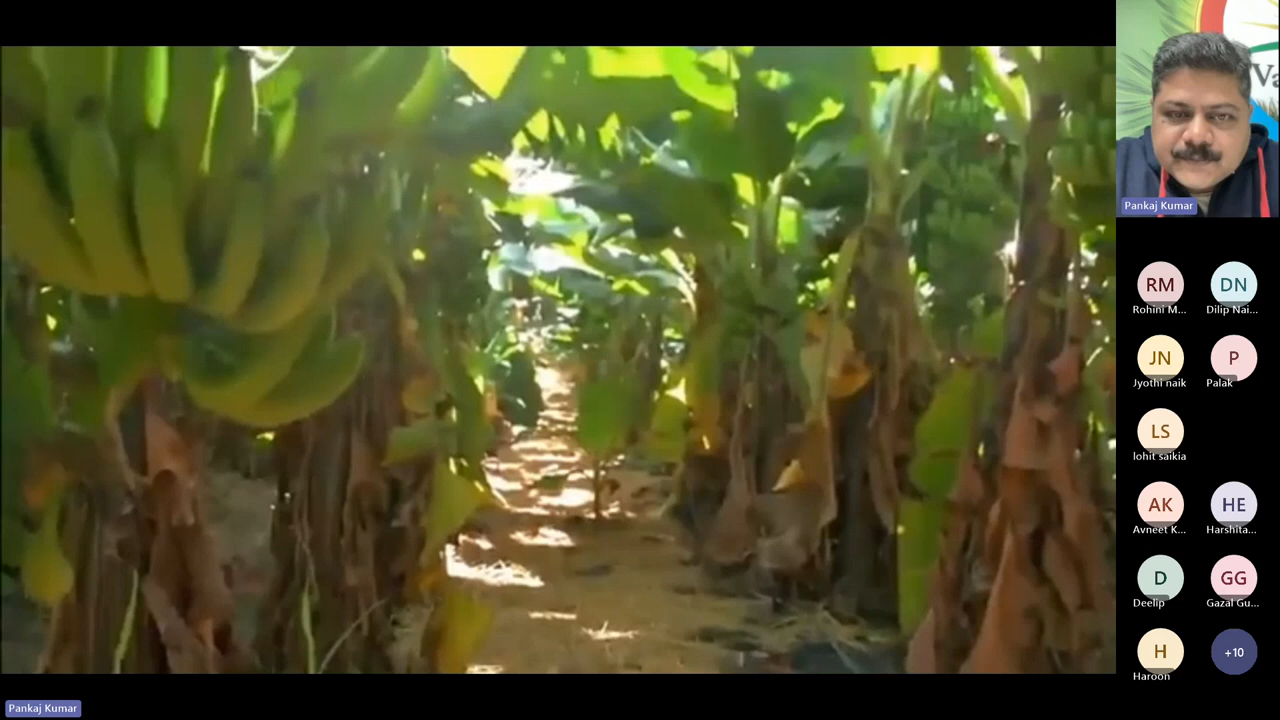 Va
Pankaj Kumar
RM
DN
Rohini M...
Dilip Nai...
JN
P
Jyothi naik
Palak
LS
lohit saikia
AK
HE
Avneet K...
Harshita...
D
GG
Deelip
Gazal Gu...
H
+10
Haroon
Pankaj Kumar